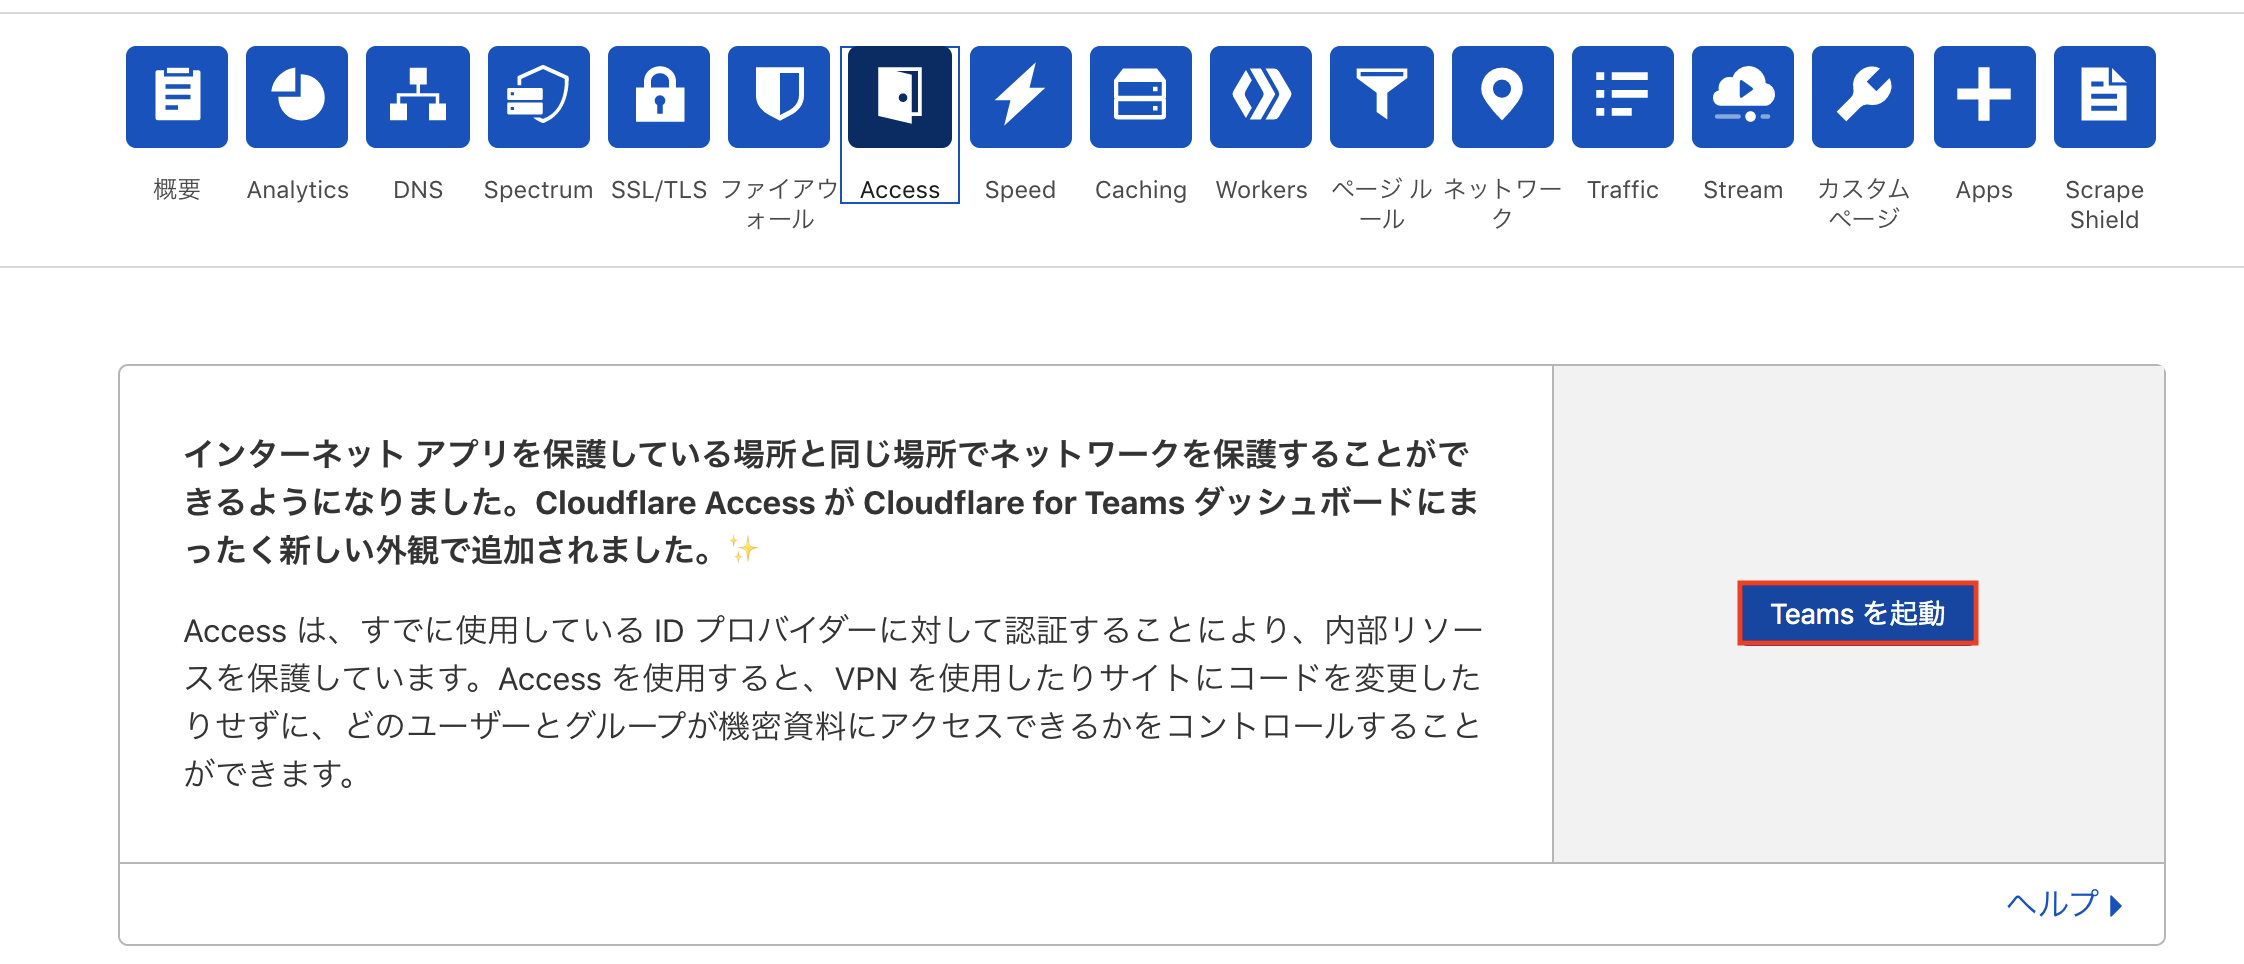 概要
Analytics
DNS
Spectrum
SSL/TLS
ファイアウ
ォール
Access
Speed
Caching
Workers
ページ ル
ール
ネットワー
ク
Traffic
Stream
カスタム
ページ
Apps
Scrape
Shield
インターネット アプリを保護している場所と同じ場所でネットワークを保護することがで
きるようになりました。Cloudflare Access が Cloudflare for Teams ダッシュボードにま
ったく新しい外観で追加されました。✨
Access は、すでに使用している ID プロバイダーに対して認証することにより、内部リソー
スを保護しています。Access を使用すると、VPN を使用したりサイトにコードを変更した
りせずに、どのユーザーとグループが機密資料にアクセスできるかをコントロールすること
ができます。
Teams を起動
ヘルプ